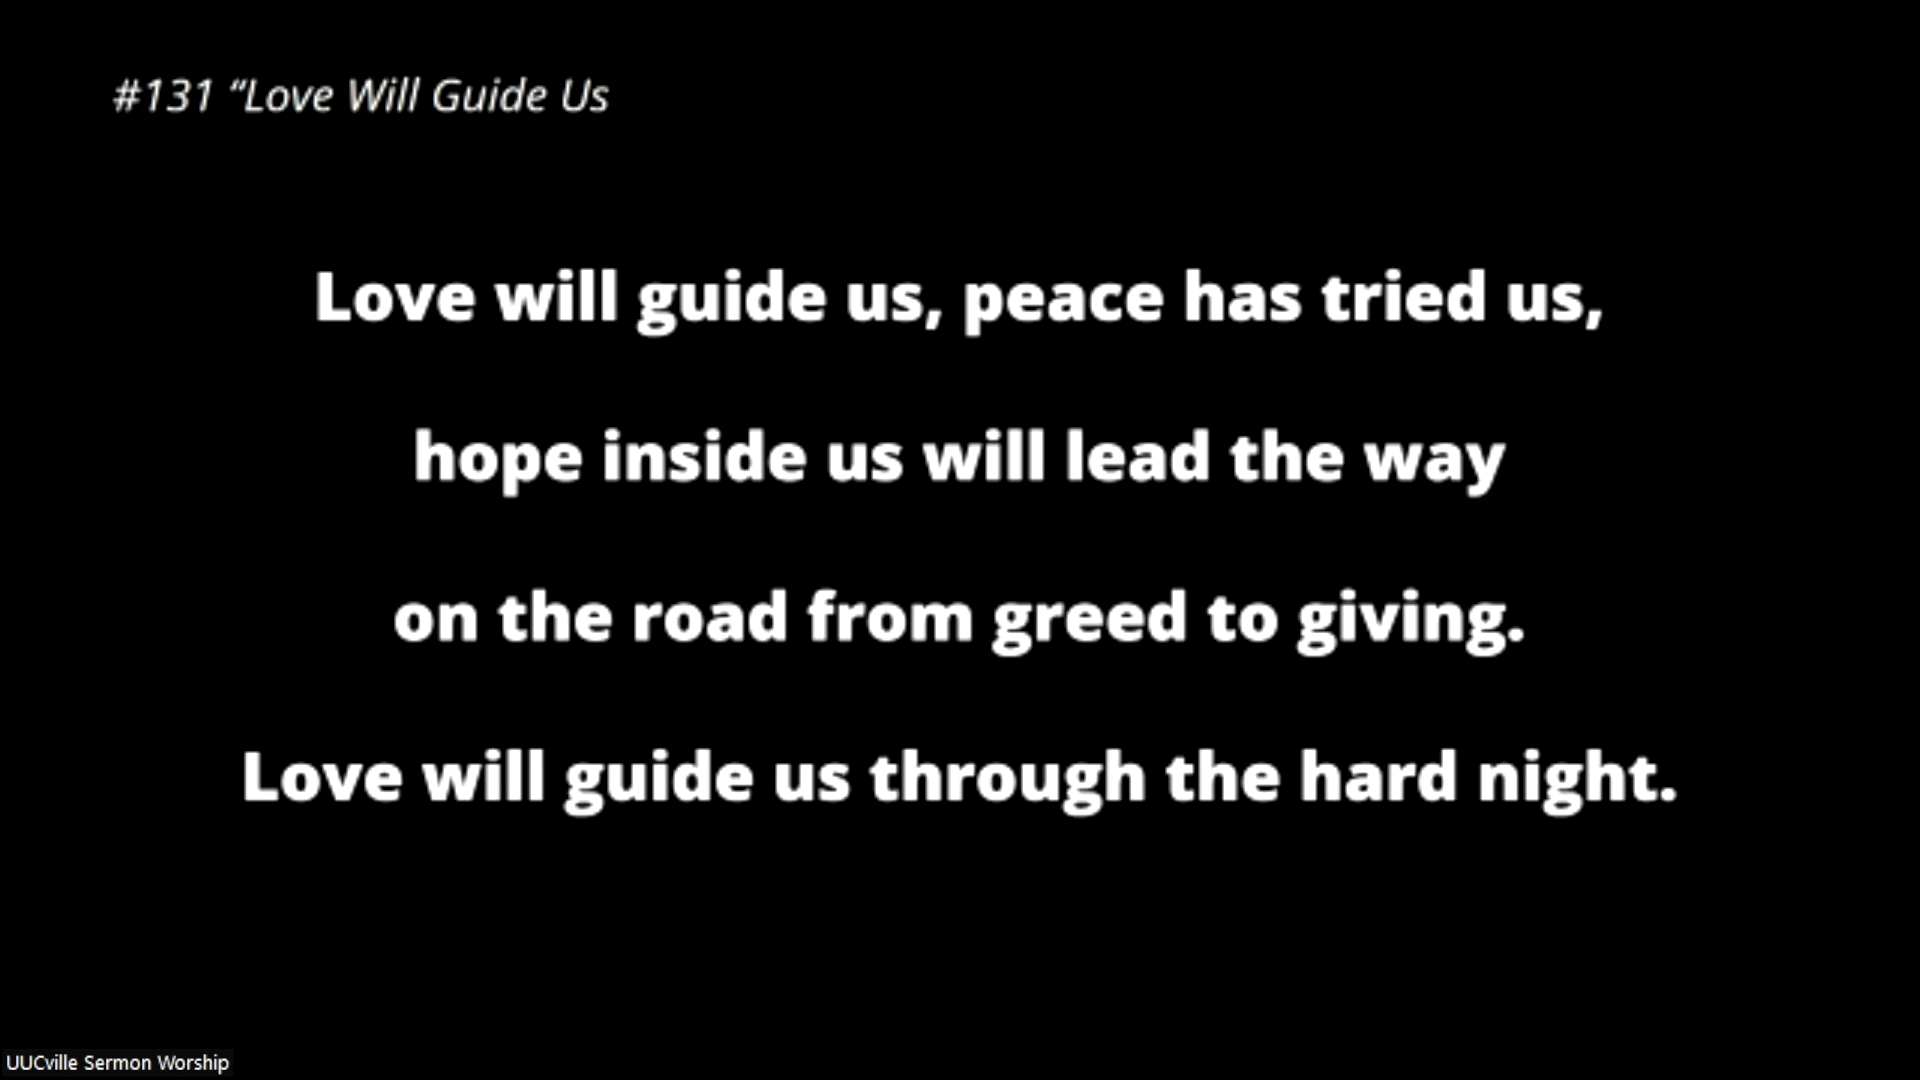 #131 “Love Will Guide Us
Love will guide us, peace has tried us,
hope inside us will lead the way
on the road from greed to giving.
Love will guide us through the hard night.
UUCville Sermon Worship